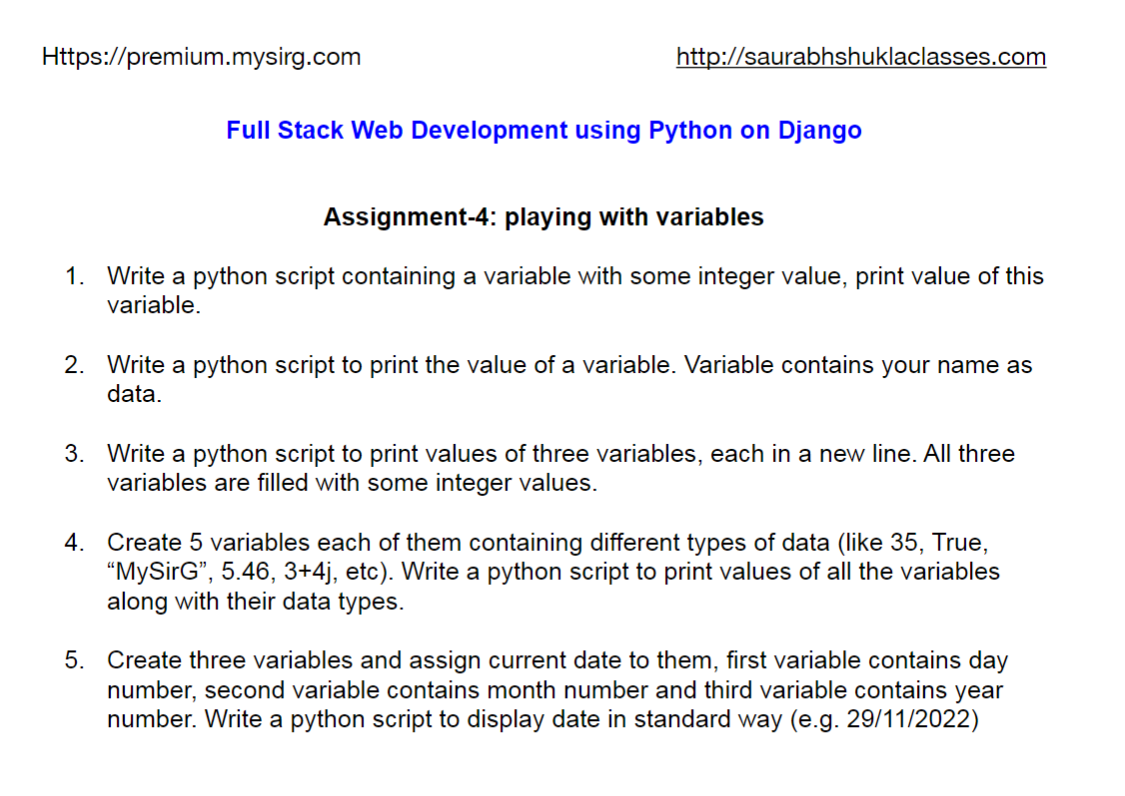 Https://premium.mysirg.com http://saurabhshuklaclasses.com
Full Stack Web Development using Python on Django
Assignment-4: playing with variables
1. Write a python script containing a variable with some integer value, print value of this
variable.
2. Write a python script to print the value of a variable. Variable contains your name as
data.
3. Write a python script to print values of three variables, each in a new line. All three
variables are filled with some integer values.
4. Create 5 variables each of them containing different types of data (like 35, True,
“MySirG”, 5.46, 3+4j, etc). Write a python script to print values of all the variables
along with their data types.
5. Create three variables and assign current date to them, first variable contains day
number, second variable contains month number and third variable contains year
number. Write a python script to display date in standard way (e.g. 29/11/2022)